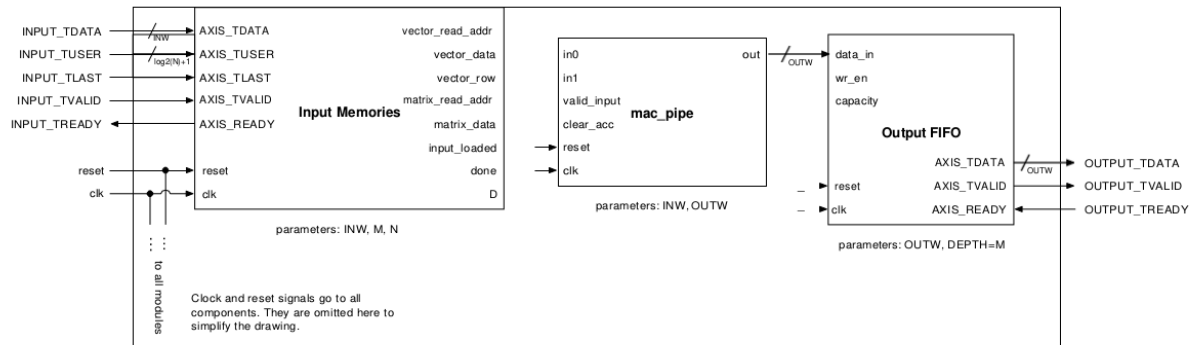 INPUT_TDATA
INPUT_TUSER
INPUT_TLAST
INPUT_TVALID
INPUT_TREADY
reset
clk
INW
log2(N)+1
AXIS_TDATA
AXIS_TUSER
AXIS_TLAST
AXIS_TVALID
AXIS_READY
reset
clk
Input Memories
vector_read_addr
vector_data
vector_row
matrix_read_addr
matrix_data
input_loaded
done
D
parameters: INW, M, N
... ...
to all modules
Clock and reset signals go to all
components. They are omitted here to
simplify the drawing.
in0
in1
valid_input
clear_acc
reset
clk
mac_pipe
out
OUTW
parameters: INW, OUTW
data_in
wr_en
capacity
Output FIFO
AXIS_TDATA
AXIS_TVALID
AXIS_READY
reset
clk
OUTW
OUTPUT_TDATA
OUTPUT_TVALID
OUTPUT_TREADY
parameters: OUTW, DEPTH=M